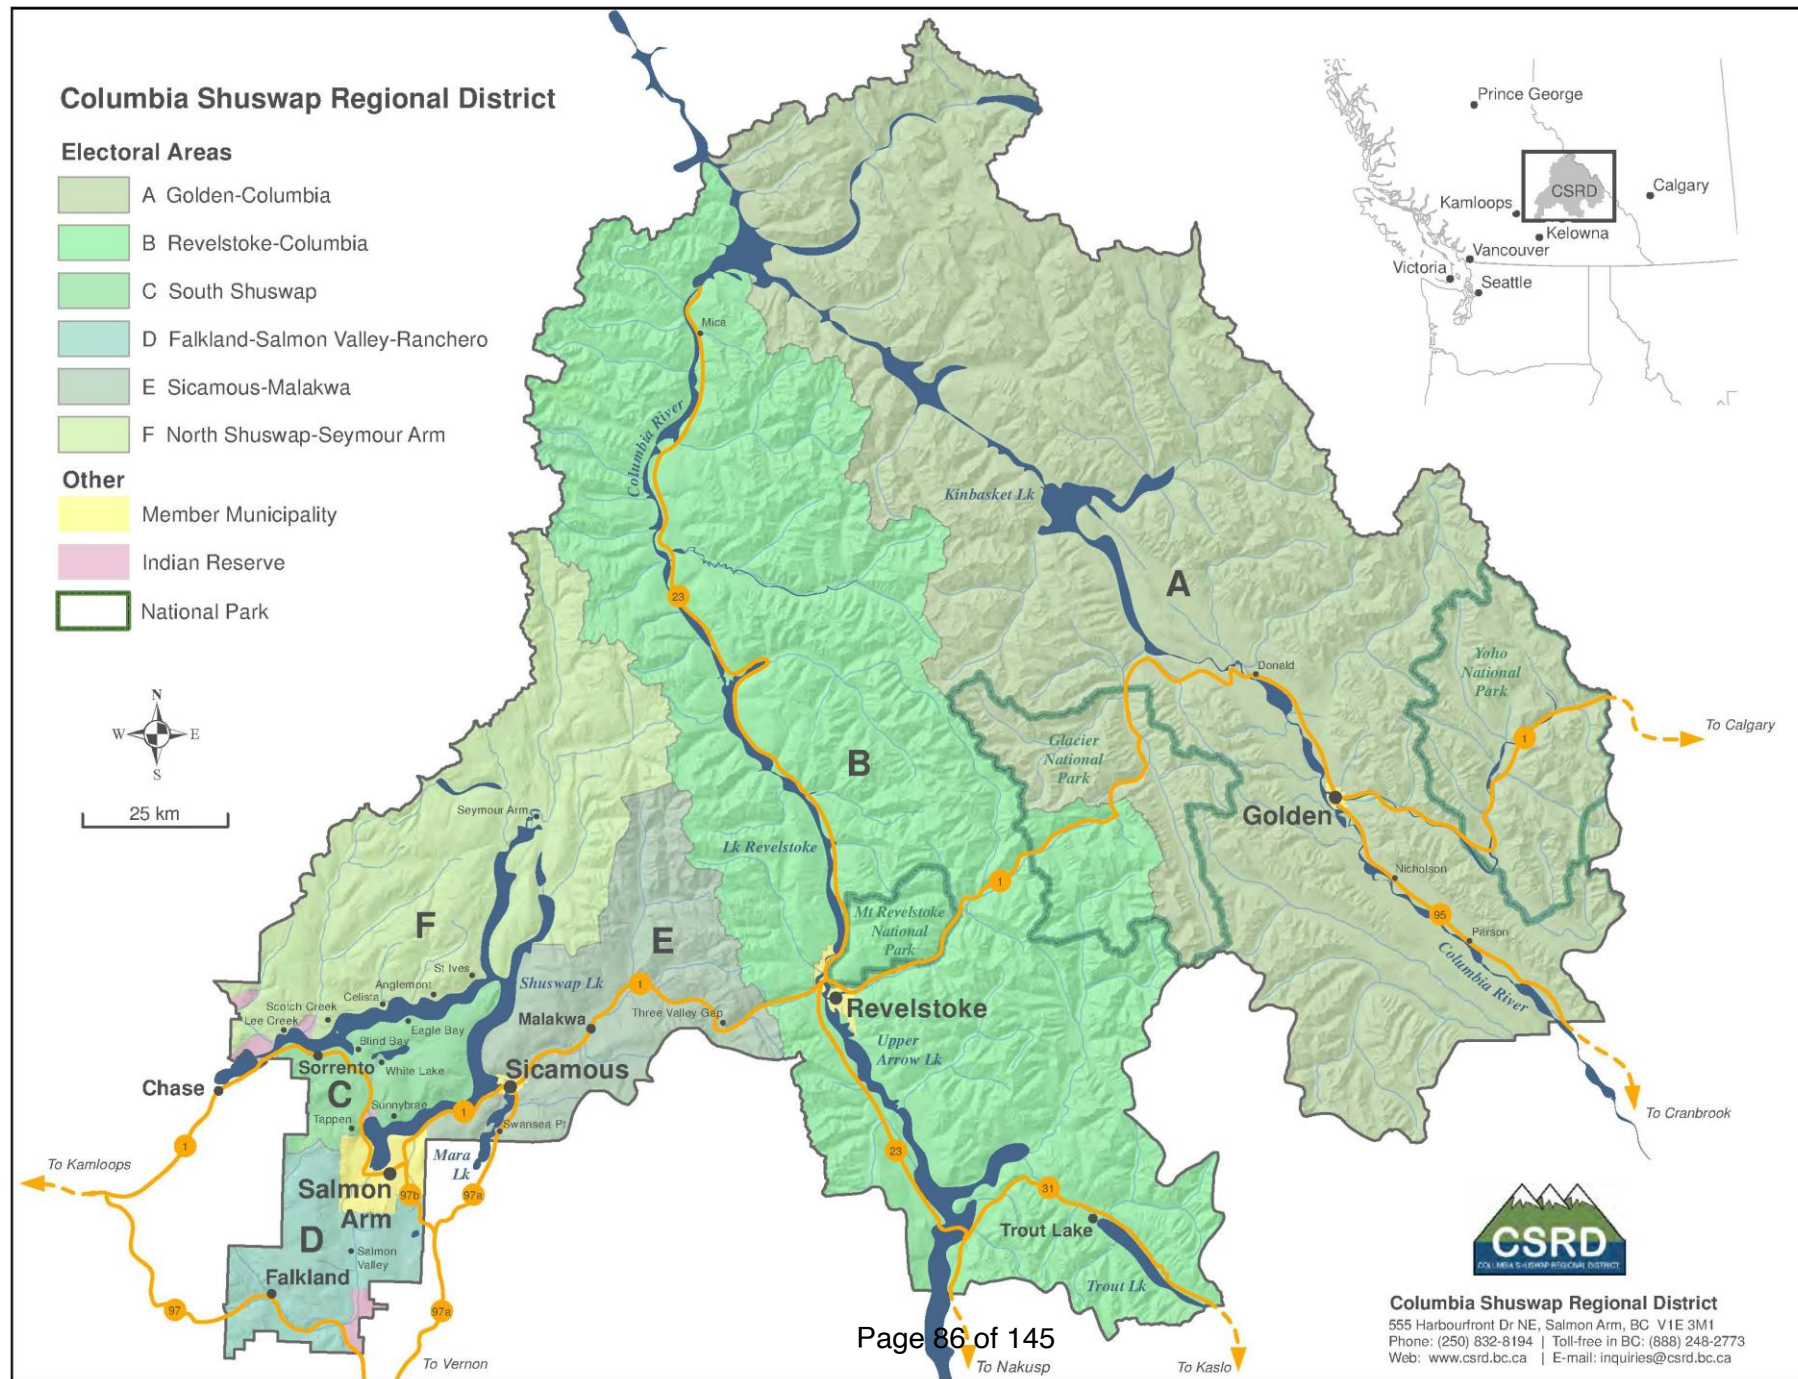 Columbia Shuswap Regional District
Electoral Areas
A Golden-Columbia
B Revelstoke-Columbia
C South Shuswap
D Falkland-Salmon Valley-Ranchero
E Sicamous-Malakwa
F North Shuswap-Seymour Arm
Other
Member Municipality
Indian Reserve
National Park
N
W
E
S
25 km
Prince George
CSRD
Calgary
Kamloops
Kelowna
Vancouver
Victoria
Seattle
Mica
Columbia River
Kinbasket Lk
A
23
Donald
Yoho
National
Park
To Calgary
1
Glacier
National
Park
B
Golden
Seymour Arm
Lk Revelstoke
Nicholson
1
95
Mt Revelstoke
National
Park
Parson
Columbia River
F
E
St Ives
Shuswap Lk
1
Anglemont
Celista
Scotch Creek
Lee Creek
Eagle Bay
Malakwa
Three Valley Gap
Revelstoke
Blind Bay
Sorrento
White Lake
Upper
Arrow Lk
Chase
Sicamous
C
Sunnybrae
Tappen
1
Swansea Pt
To Cranbrook
1
Mara
Lk
23
To Kamloops
Salmon
Arm
97b
97a
31
Trout Lake
D
Salmon
Valley
Falkland
Trout Lk
97
97a
To Vernon
Page 86 of 145
To Nakusp
To Kaslo
CSRD
COLUMBIA SHUSWAP REGIONAL DISTRICT
Columbia Shuswap Regional District
555 Harbourfront Dr NE, Salmon Arm, BC V1E 3M1
Phone: (250) 832-8194 | Toll-free in BC: (888) 248-2773
Web: www.csrd.bc.ca | E-mail: inquiries@csrd.bc.ca